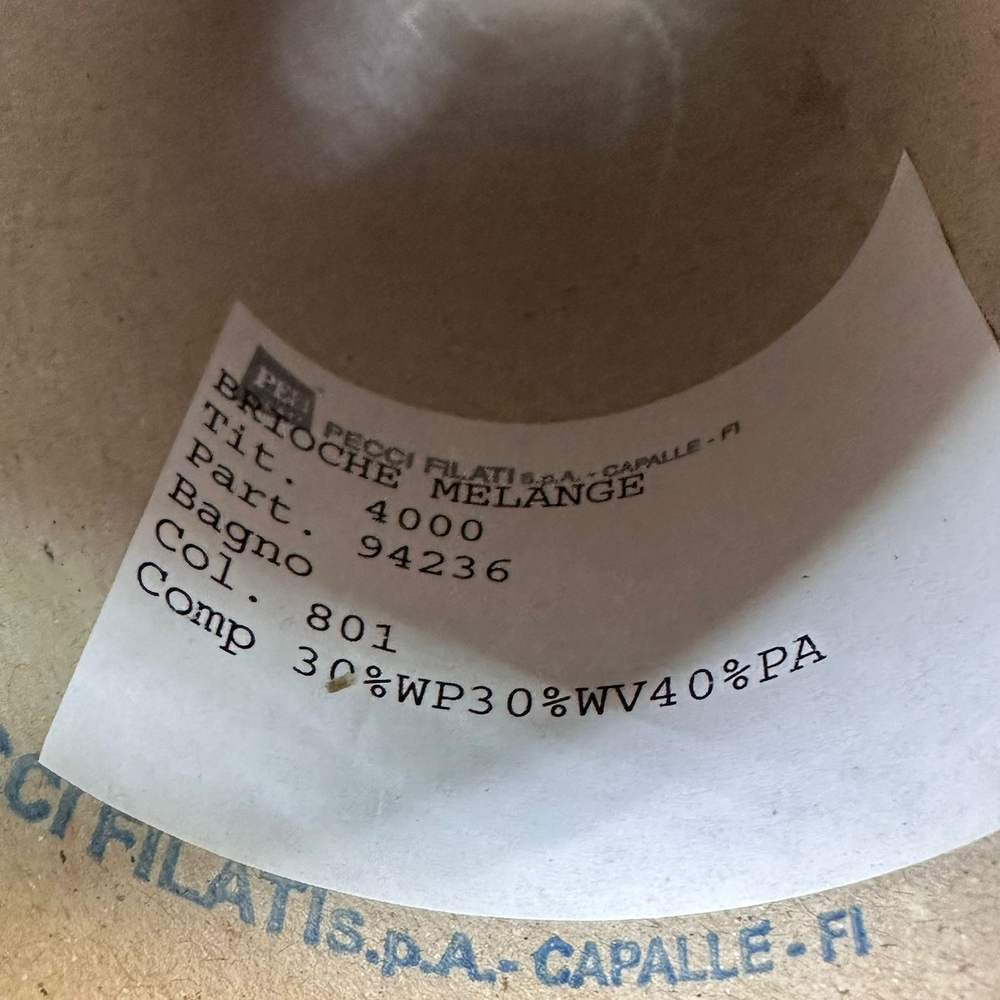 PECCI FILATI s.p.A. - CAPALLE - FI
BRIOCHE MELANGE
Tit. 4000
Part. 94236
Bagno
Col. 801
Comp 30%WP30%WV40%PA
CCI FILATI s.p.A. - CAPALLE - FI